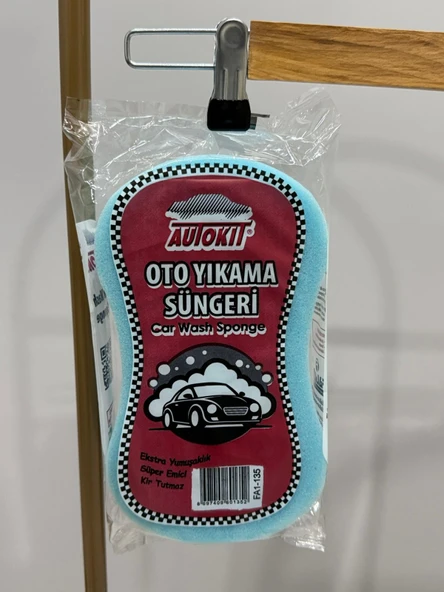 AUTOKIT
OTO YIKAMA
SÜNGERİ
Car Wash Sponge
Ekstra Yumuşaklık
Süper Emici
Kir Tutmaz
FA1-135